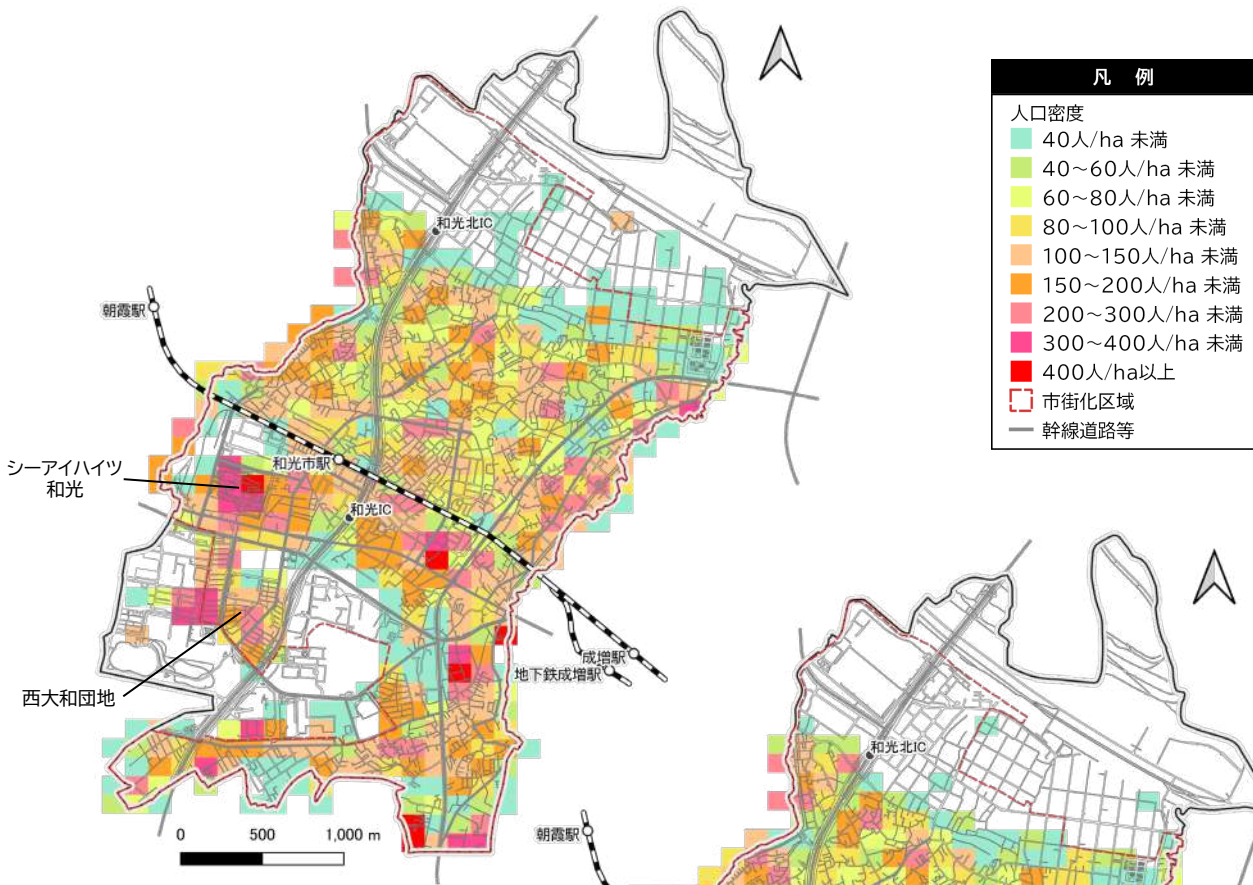 凡 例
人口密度
40人/ha 未満
40～60人/ha 未満
60～80人/ha 未満
80～100人/ha 未満
100～150人/ha 未満
150～200人/ha 未満
200～300人/ha 未満
300～400人/ha 未満
400人/ha以上
市街化区域
幹線道路等
和光北IC
朝霞駅
シーアイハイツ
和光
和光市駅
和光IC
成増駅
地下鉄成増駅
西大和団地
0 500 1,000 m
和光北IC
朝霞駅